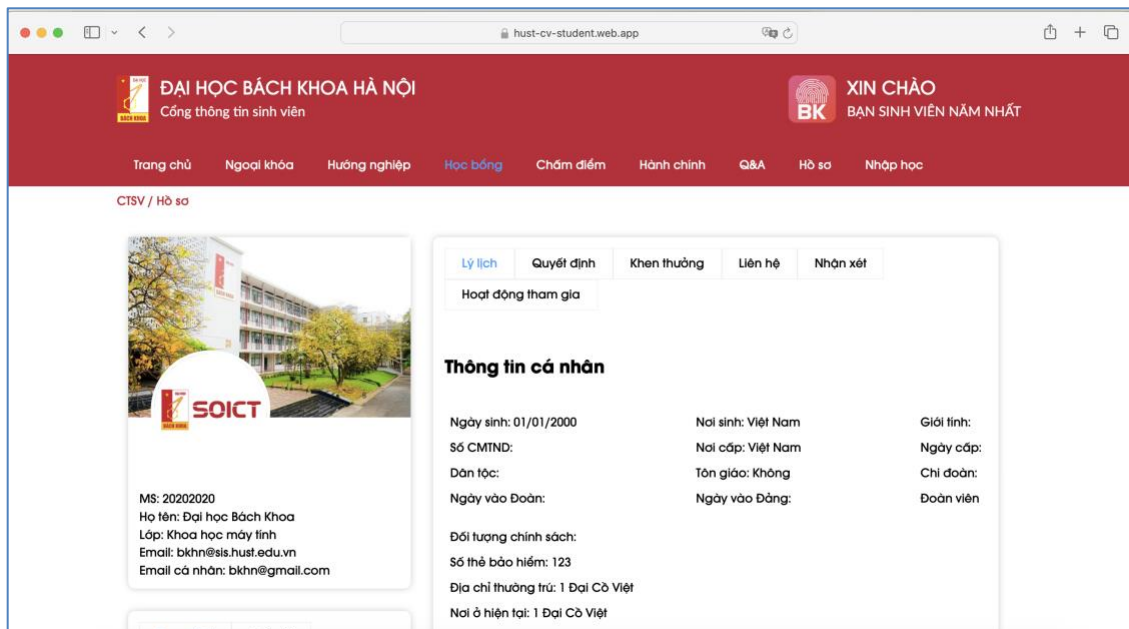 hust-cv-student.web.app
ĐẠI HỌC BÁCH KHOA HÀ NỘI
Cổng thông tin sinh viên
BK
XIN CHÀO
BẠN SINH VIÊN NĂM NHẤT
Trang chủ Ngoại khóa Hướng nghiệp Học bổng Chấm điểm Hành chính Q&A Hồ sơ Nhập học
CTSV / Hồ sơ
SOICT
MS: 20202020
Họ tên: Đại học Bách Khoa
Lớp: Khoa học máy tính
Email: bkhn@sis.hust.edu.vn
Email cá nhân: bkhn@gmail.com
Lý lịch Quyết định Khen thưởng Liên hệ Nhận xét
Hoạt động tham gia
Thông tin cá nhân
Ngày sinh: 01/01/2000 Nơi sinh: Việt Nam Giới tính:
Số CMTND: Nơi cấp: Việt Nam Ngày cấp:
Dân tộc: Tôn giáo: Không Chi đoàn:
Ngày vào Đoàn: Ngày vào Đảng: Đoàn viên
Đối tượng chính sách:
Số thẻ bảo hiểm: 123
Địa chỉ thường trú: 1 Đại Cồ Việt
Nơi ở hiện tại: 1 Đại Cồ Việt